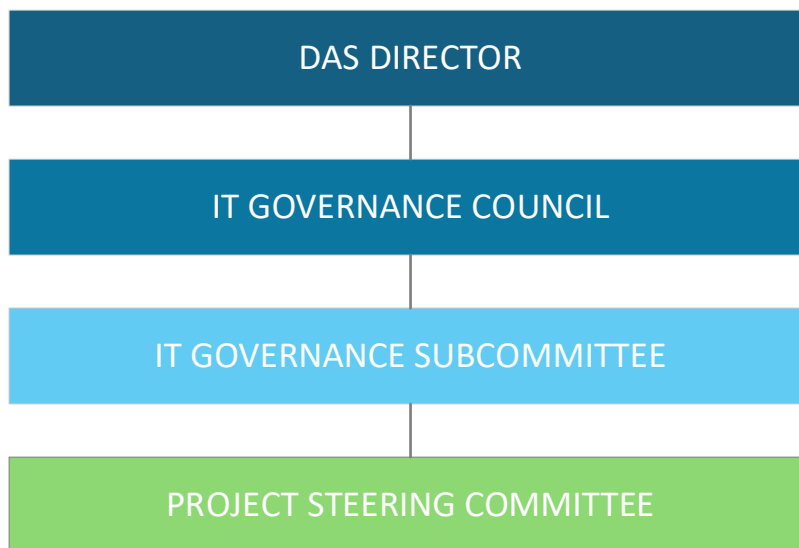 DAS DIRECTOR
IT GOVERNANCE COUNCIL
IT GOVERNANCE SUBCOMMITTEE
PROJECT STEERING COMMITTEE